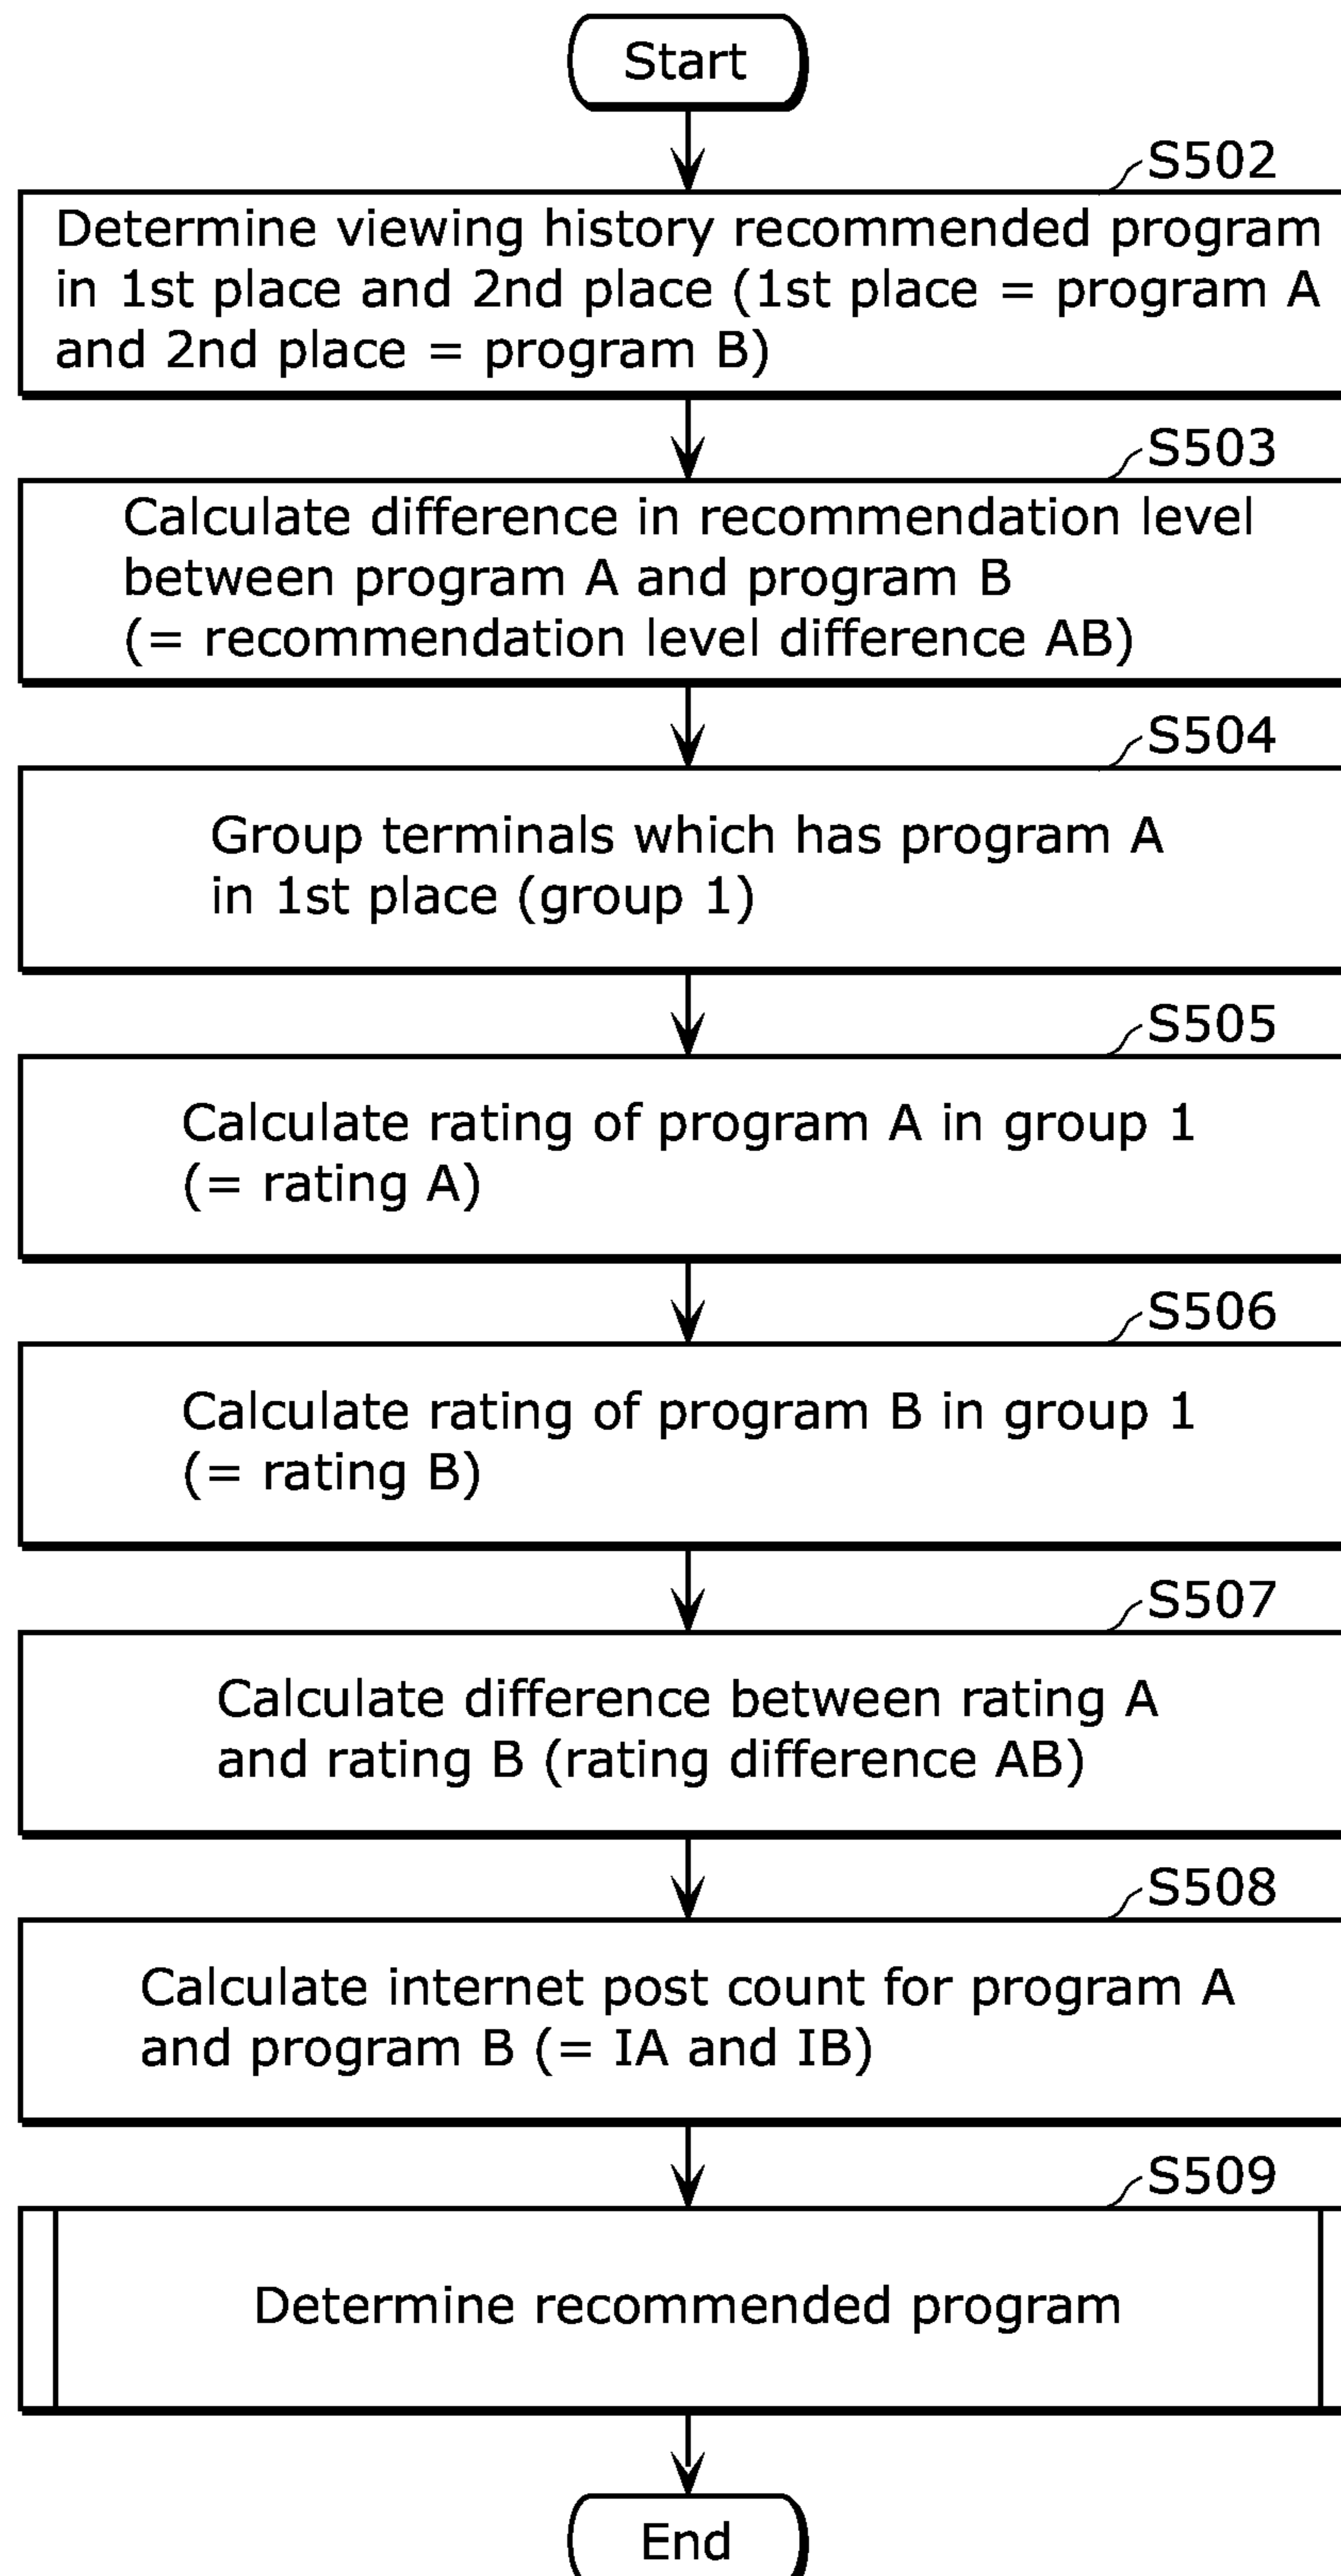 Start
S502
Determine viewing history recommended program
in 1st place and 2nd place (1st place = program A
and 2nd place = program B)
S503
Calculate difference in recommendation level
between program A and program B
(= recommendation level difference AB)
S504
Group terminals which has program A
in 1st place (group 1)
S505
Calculate rating of program A in group 1
(= rating A)
S506
Calculate rating of program B in group 1
(= rating B)
S507
Calculate difference between rating A
and rating B (rating difference AB)
S508
Calculate internet post count for program A
and program B (= IA and IB)
S509
Determine recommended program
End